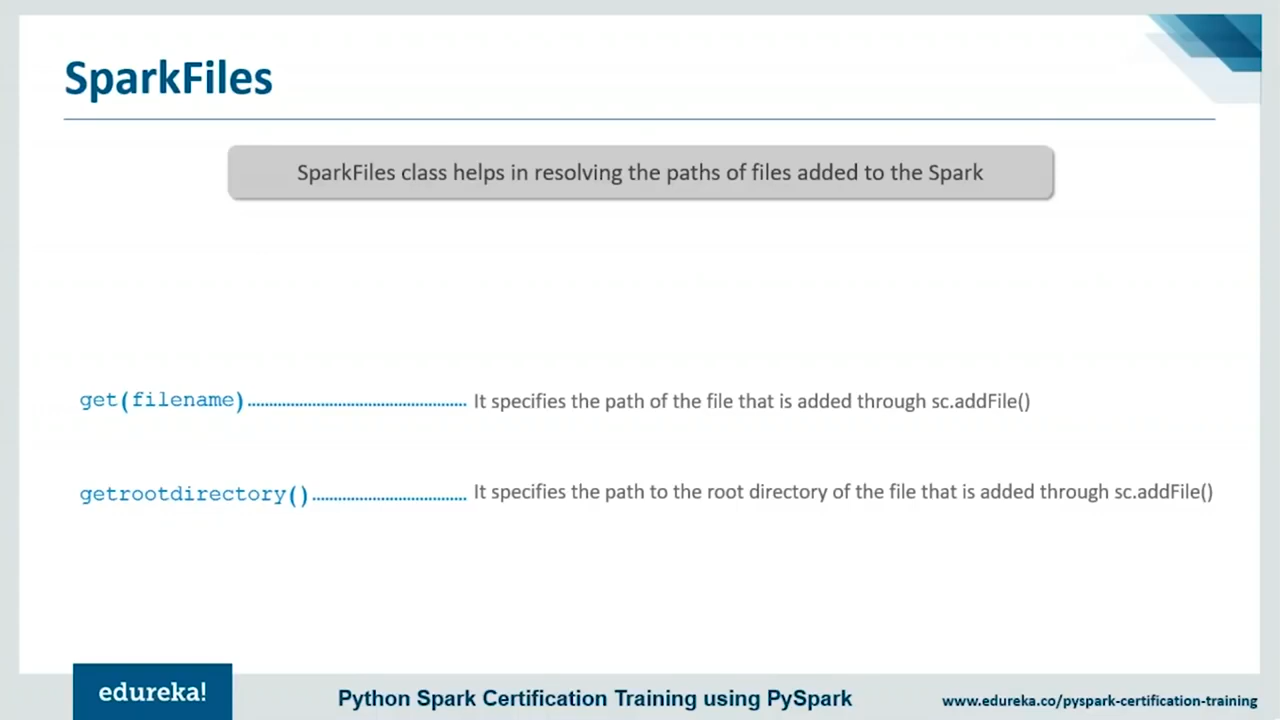 SparkFiles
SparkFiles class helps in resolving the paths of files added to the Spark
get(filename)................................................... It specifies the path of the file that is added through sc.addFile()
getrootdirectory().................................... It specifies the path to the root directory of the file that is added through sc.addFile()
edureka!
Python Spark Certification Training using PySpark
www.edureka.co/pyspark-certification-training